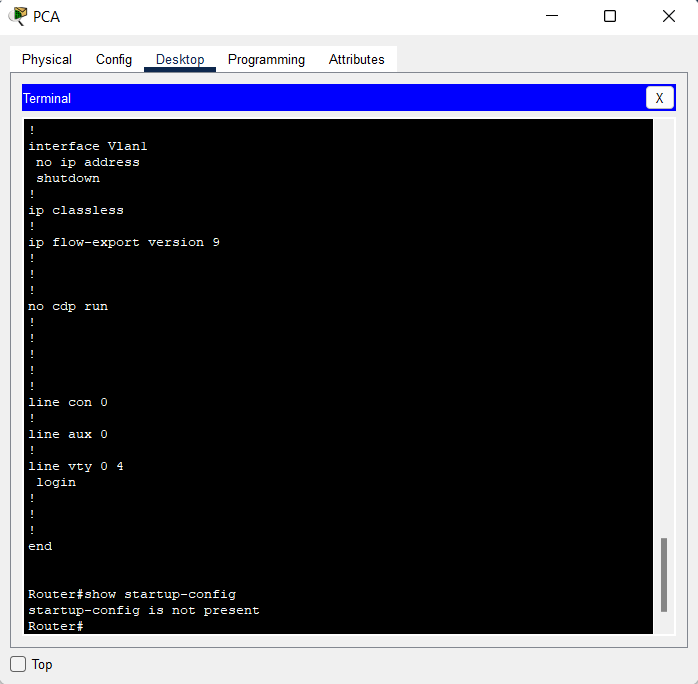 PCA
Physical Config Desktop Programming Attributes
Terminal X
!
interface Vlan1
no ip address
shutdown
!
ip classless
!
ip flow-export version 9
!
!
!
no cdp run
!
!
!
!
!
line con 0
!
line aux 0
!
line vty 0 4
login
!
!
!
end
Router#show startup-config
startup-config is not present
Router#
Top